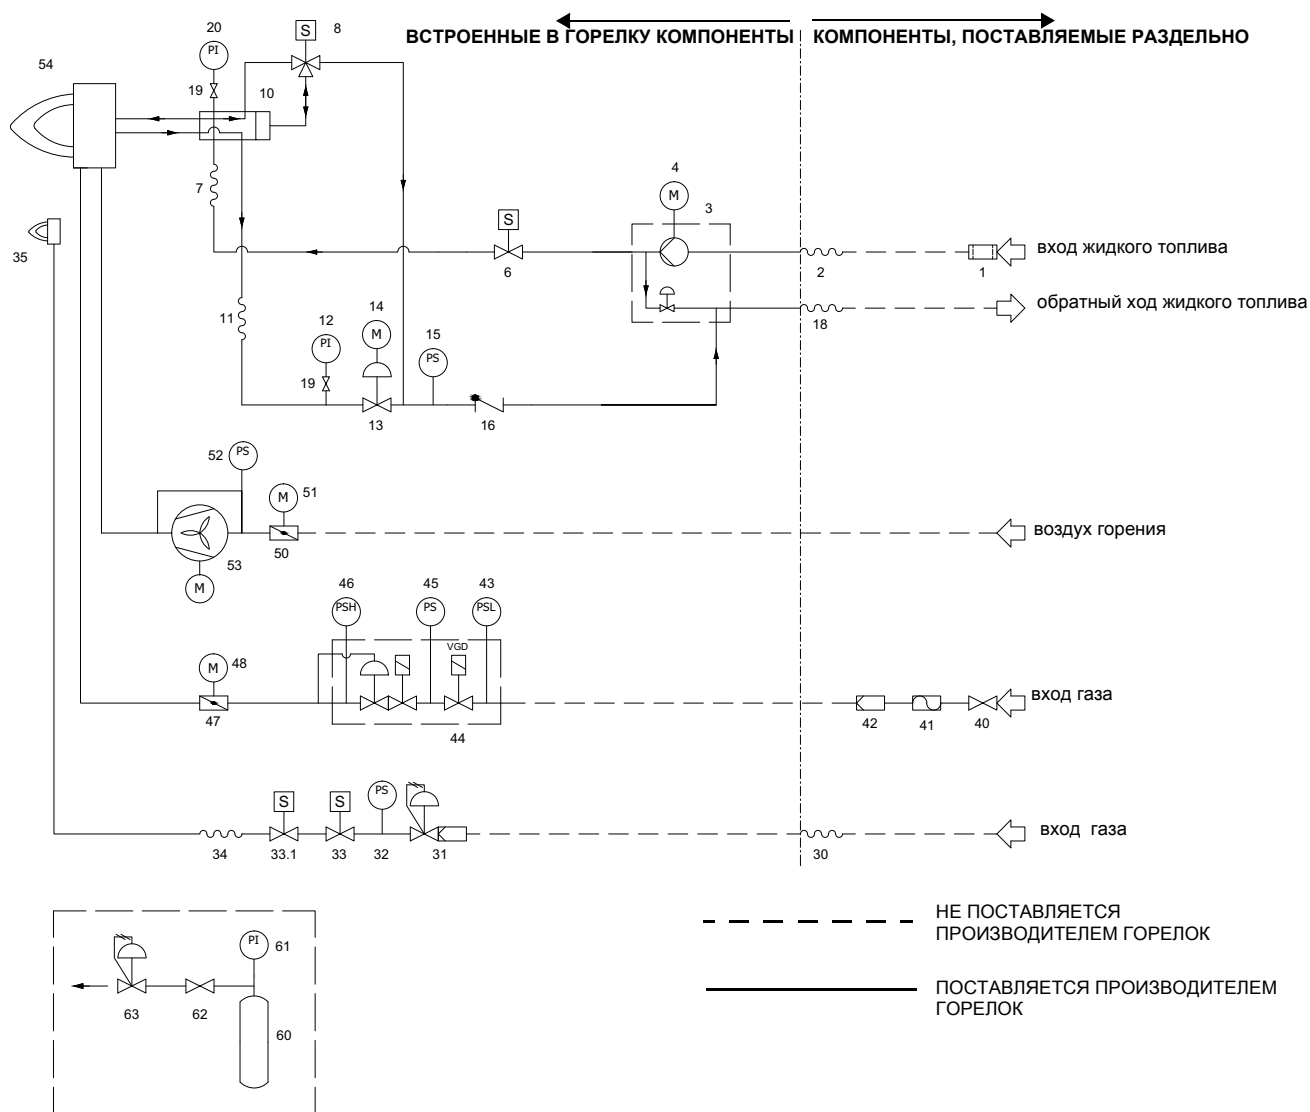 20
S
8
ВСТРОЕННЫЕ В ГОРЕЛКУ КОМПОНЕНТЫ
КОМПОНЕНТЫ, ПОСТАВЛЯЕМЫЕ РАЗДЕЛЬНО
PI
54
19
10
7
4
M
3
S
35
6
2
1
вход жидкого топлива
обратный ход жидкого топлива
11
12
14
18
PI
M
15
PS
19
13
16
52
PS
M
51
50
53
M
воздух горения
46
45
43
PSH
PS
PSL
VGD
M
48
47
44
42
41
40
вход газа
S
S
PS
34
33.1
33
32
31
30
вход газа
PI
61
63
62
60
НЕ ПОСТАВЛЯЕТСЯ
ПРОИЗВОДИТЕЛЕМ ГОРЕЛОК
ПОСТАВЛЯЕТСЯ ПРОИЗВОДИТЕЛЕМ
ГОРЕЛОК